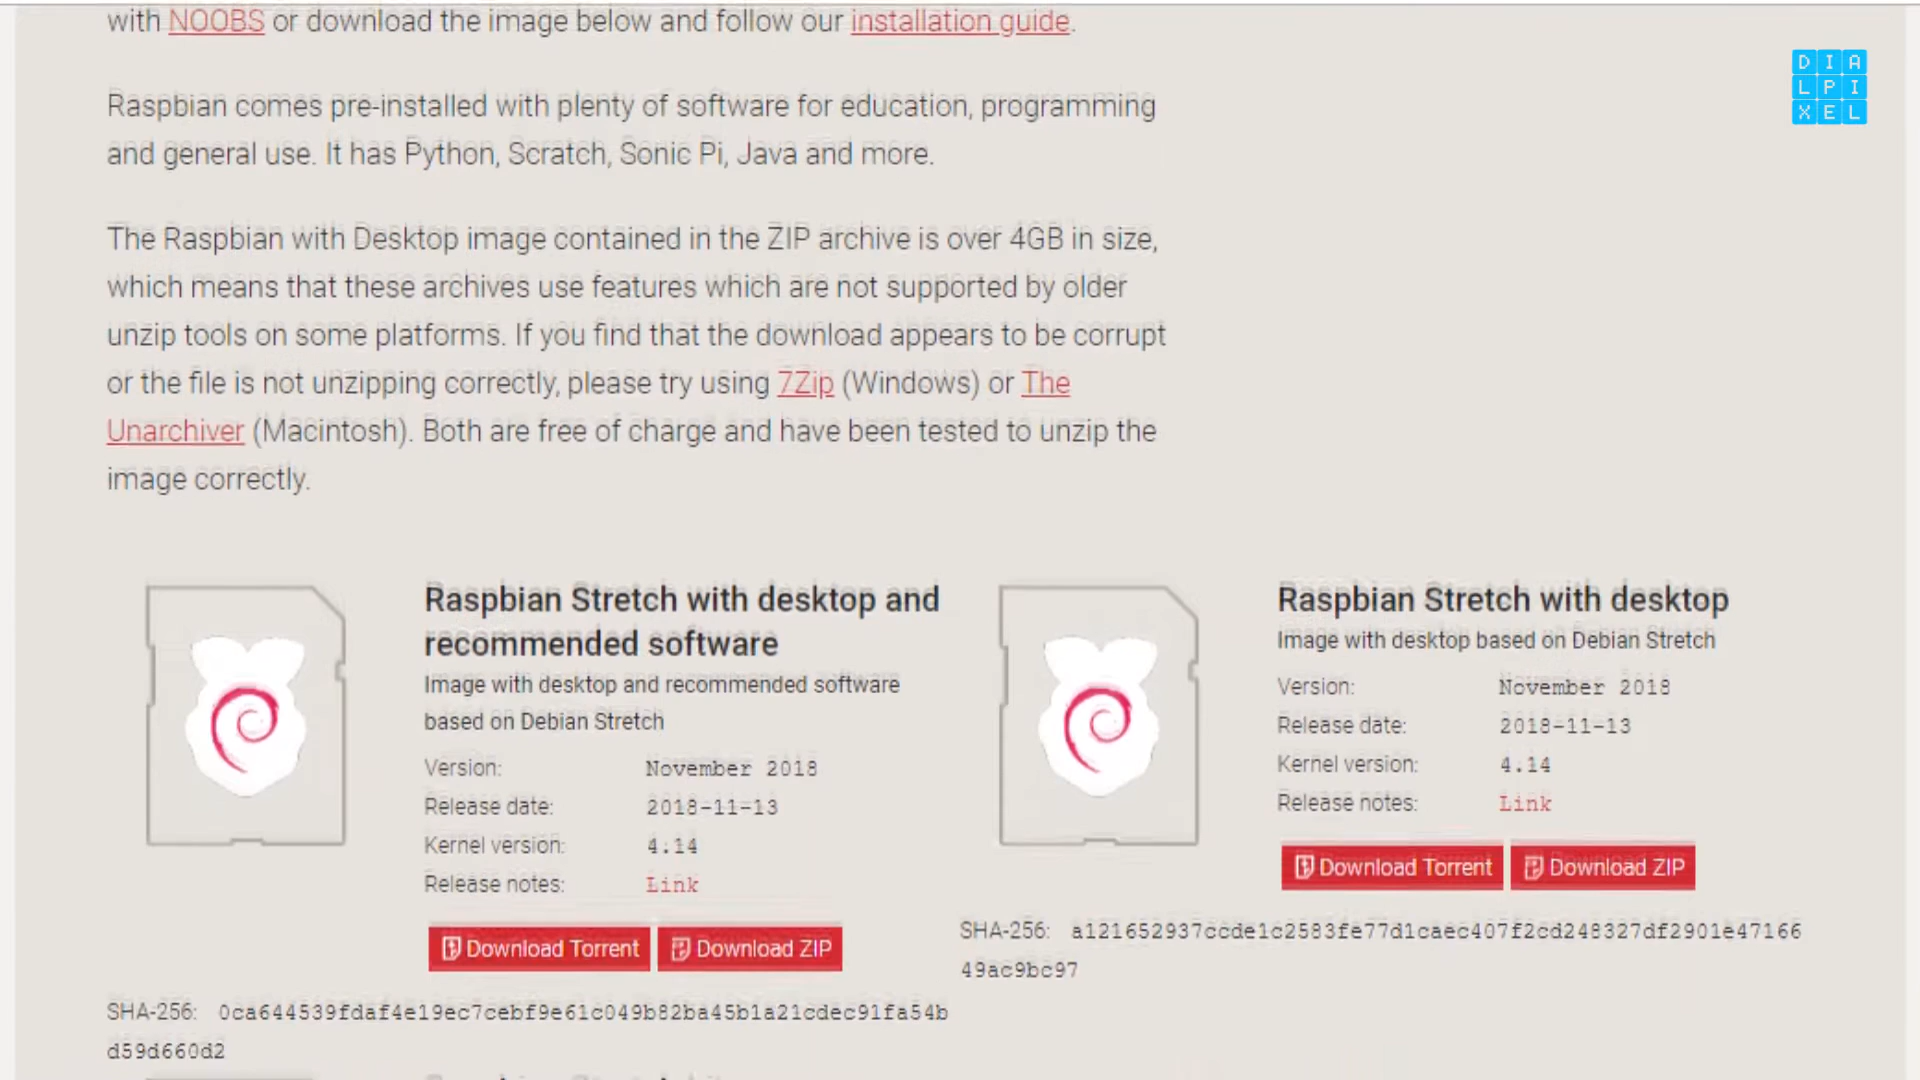 with NOOBS or download the image below and follow our installation guide.
DIA
LPI
XEL
Raspbian comes pre-installed with plenty of software for education, programming
and general use. It has Python, Scratch, Sonic Pi, Java and more.
The Raspbian with Desktop image contained in the ZIP archive is over 4GB in size,
which means that these archives use features which are not supported by older
unzip tools on some platforms. If you find that the download appears to be corrupt
or the file is not unzipping correctly, please try using 7Zip (Windows) or The
Unarchiver (Macintosh). Both are free of charge and have been tested to unzip the
image correctly.
Raspbian Stretch with desktop and
recommended software
Image with desktop and recommended software
based on Debian Stretch
Version: November 2018
Release date: 2018-11-13
Kernel version: 4.14
Release notes: Link
Download Torrent Download ZIP
SHA-256: 0ca644539fdaf4e19ec7cebf9e61c049b82ba45b1a21cdec91fa54b
d59d660d2
Raspbian Stretch with desktop
Image with desktop based on Debian Stretch
Version: November 2018
Release date: 2018-11-13
Kernel version: 4.14
Release notes: Link
Download Torrent Download ZIP
SHA-256: a121652937ccde1c2583fe77d1caec407f2cd248327df2901e47166
49ac9bc97